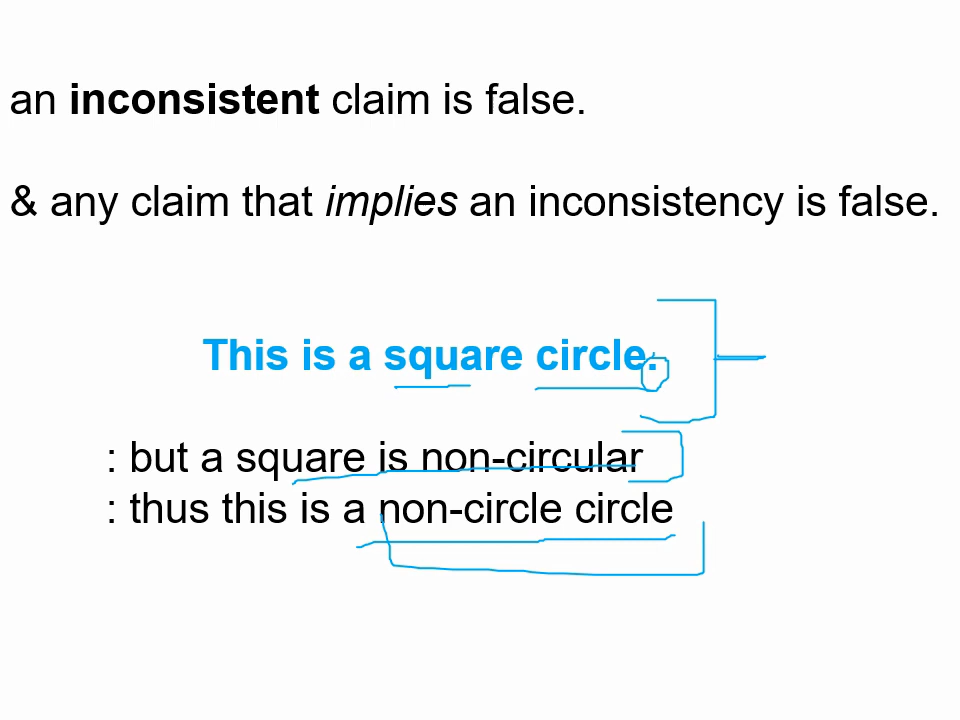 an inconsistent claim is false.
& any claim that implies an inconsistency is false.
This is a square circle.
: but a square is non-circular
: thus this is a non-circle circle